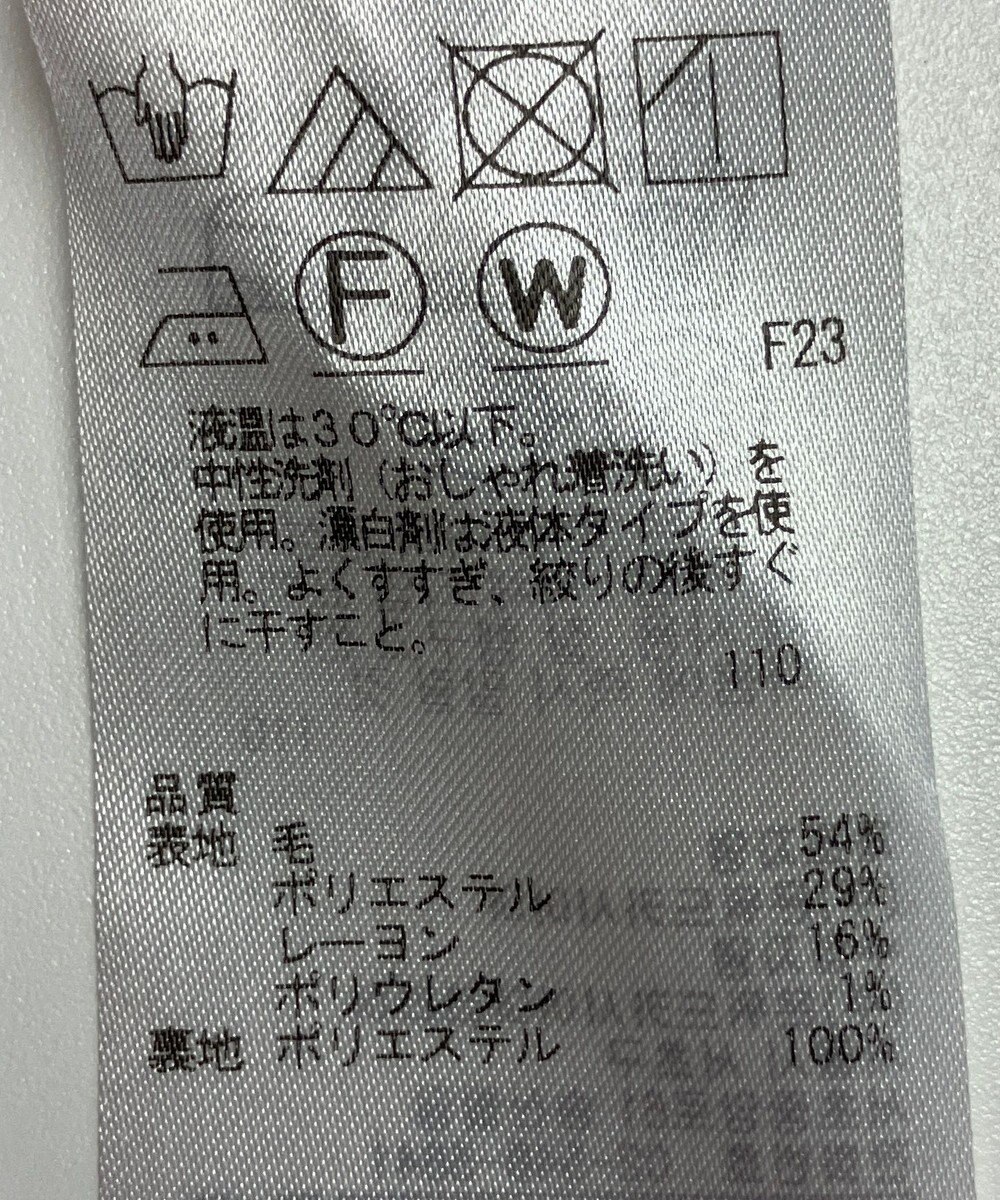 F W F23
液温は30℃以下。
中性洗剤（おしゃれ着洗い）を
使用。漂白剤は液体タイプを使
用。よくすすぎ、絞りの後すぐ
に干すこと。
110
品質
表地 毛 54%
ポリエステル 29%
レーヨン 16%
ポリウレタン 1%
裏地 ポリエステル 100%